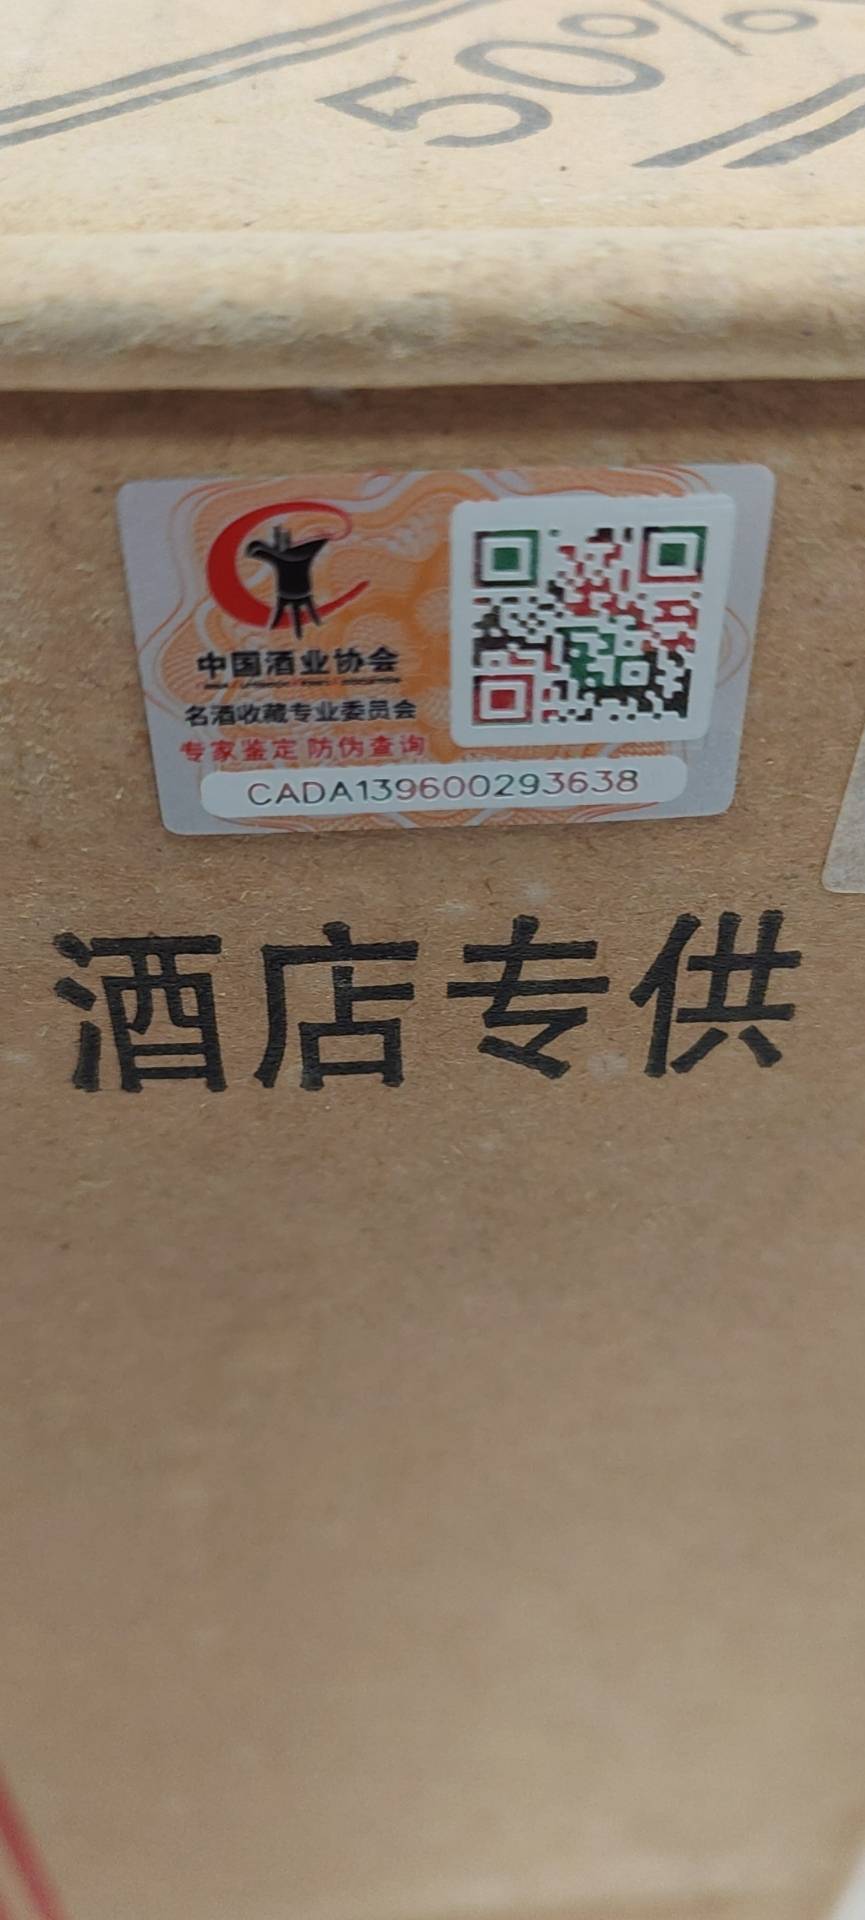 50%
中国酒业协会
名酒收藏专业委员会
专家鉴定 防伪查询
CADA139600293638
酒店专供